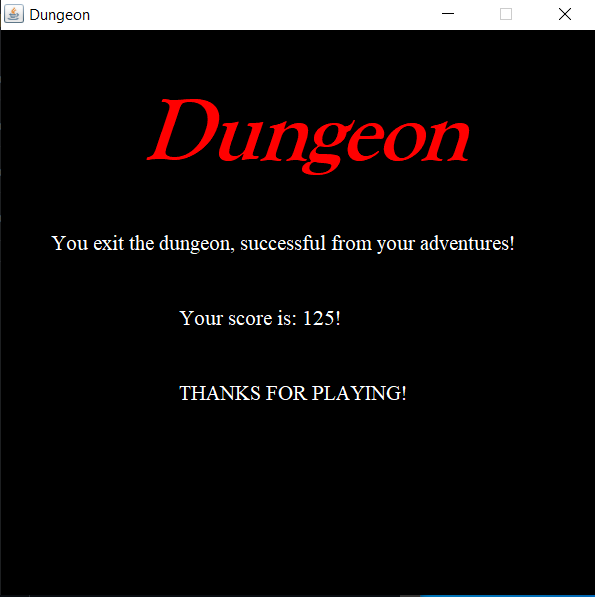 Dungeon
Dungeon
You exit the dungeon, successful from your adventures!
Your score is: 125!
THANKS FOR PLAYING!